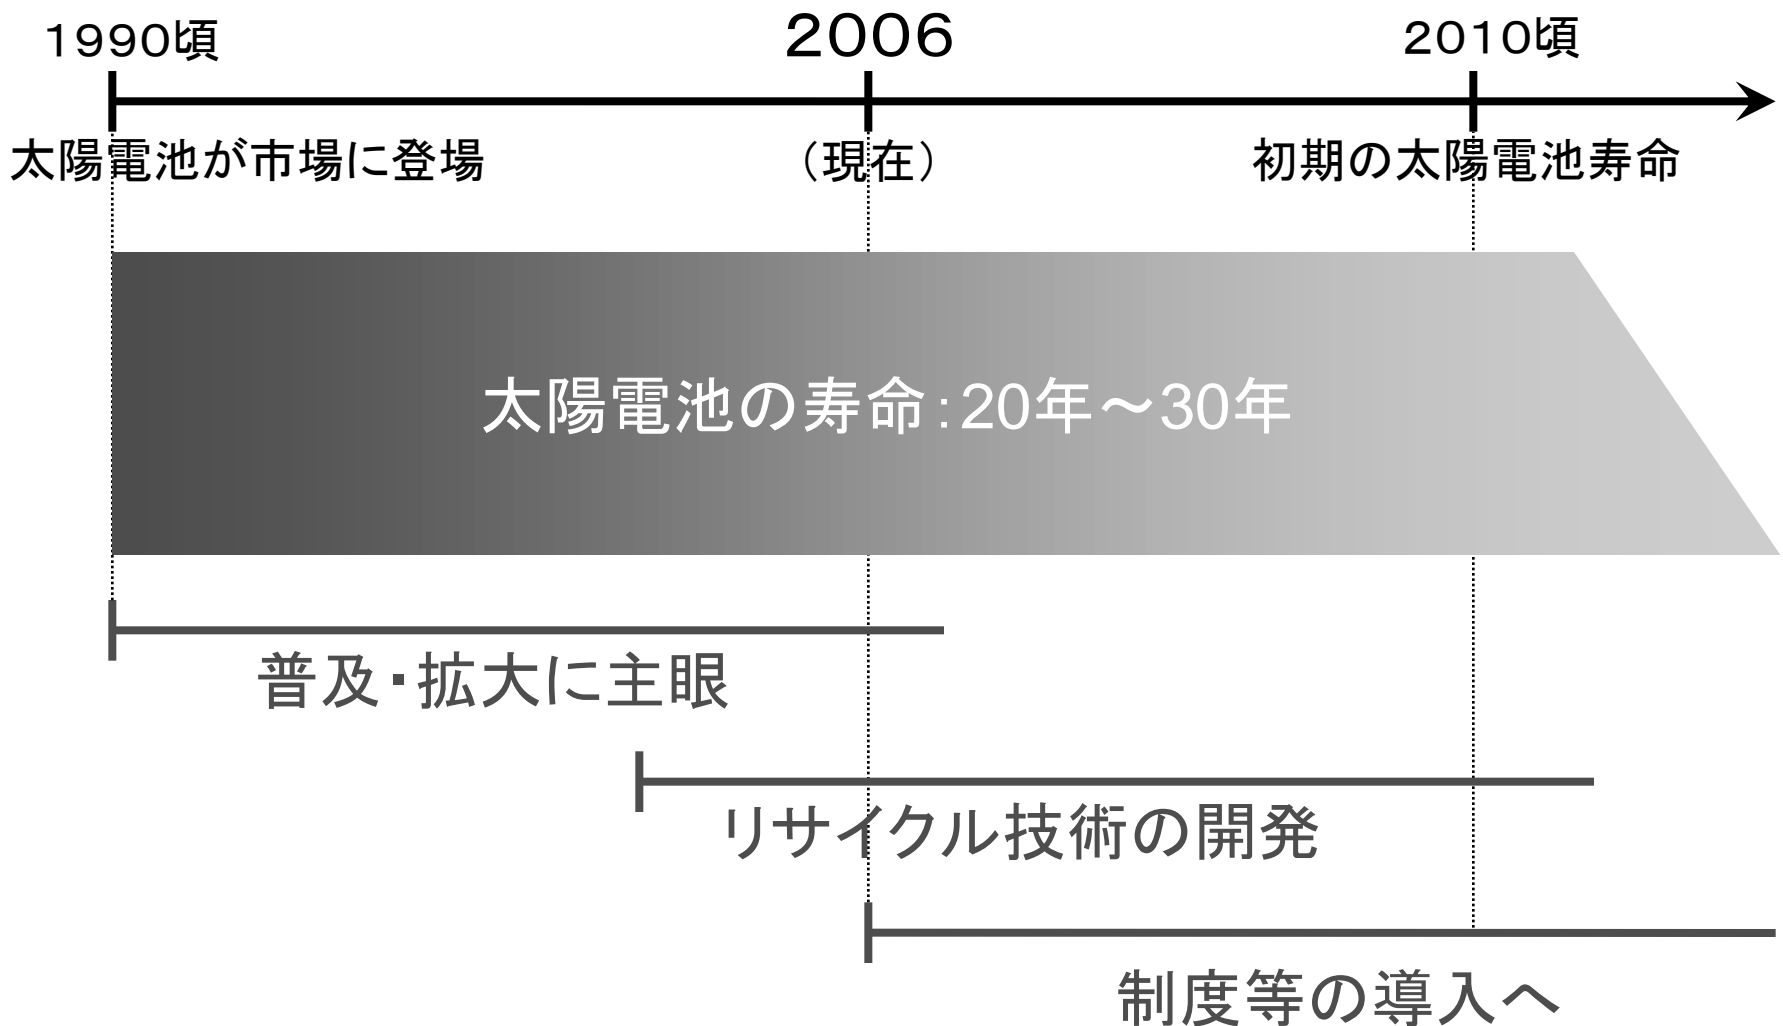 1990頃
2006
2010頃
太陽電池が市場に登場
（現在）
初期の太陽電池寿命
太陽電池の寿命：20年～30年
普及・拡大に主眼
リサイクル技術の開発
制度等の導入へ